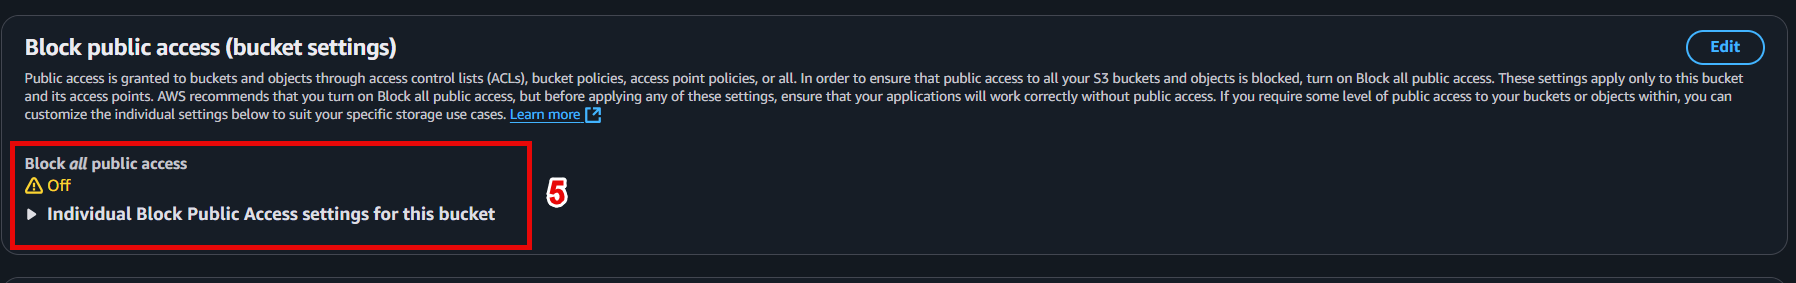 Block public access (bucket settings)
Edit
Public access is granted to buckets and objects through access control lists (ACLs), bucket policies, access point policies, or all. In order to ensure that public access to all your S3 buckets and objects is blocked, turn on Block all public access. These settings apply only to this bucket
and its access points. AWS recommends that you turn on Block all public access, but before applying any of these settings, ensure that your applications will work correctly without public access. If you require some level of public access to your buckets or objects within, you can
customize the individual settings below to suit your specific storage use cases. Learn more
Block all public access
Off
Individual Block Public Access settings for this bucket
5